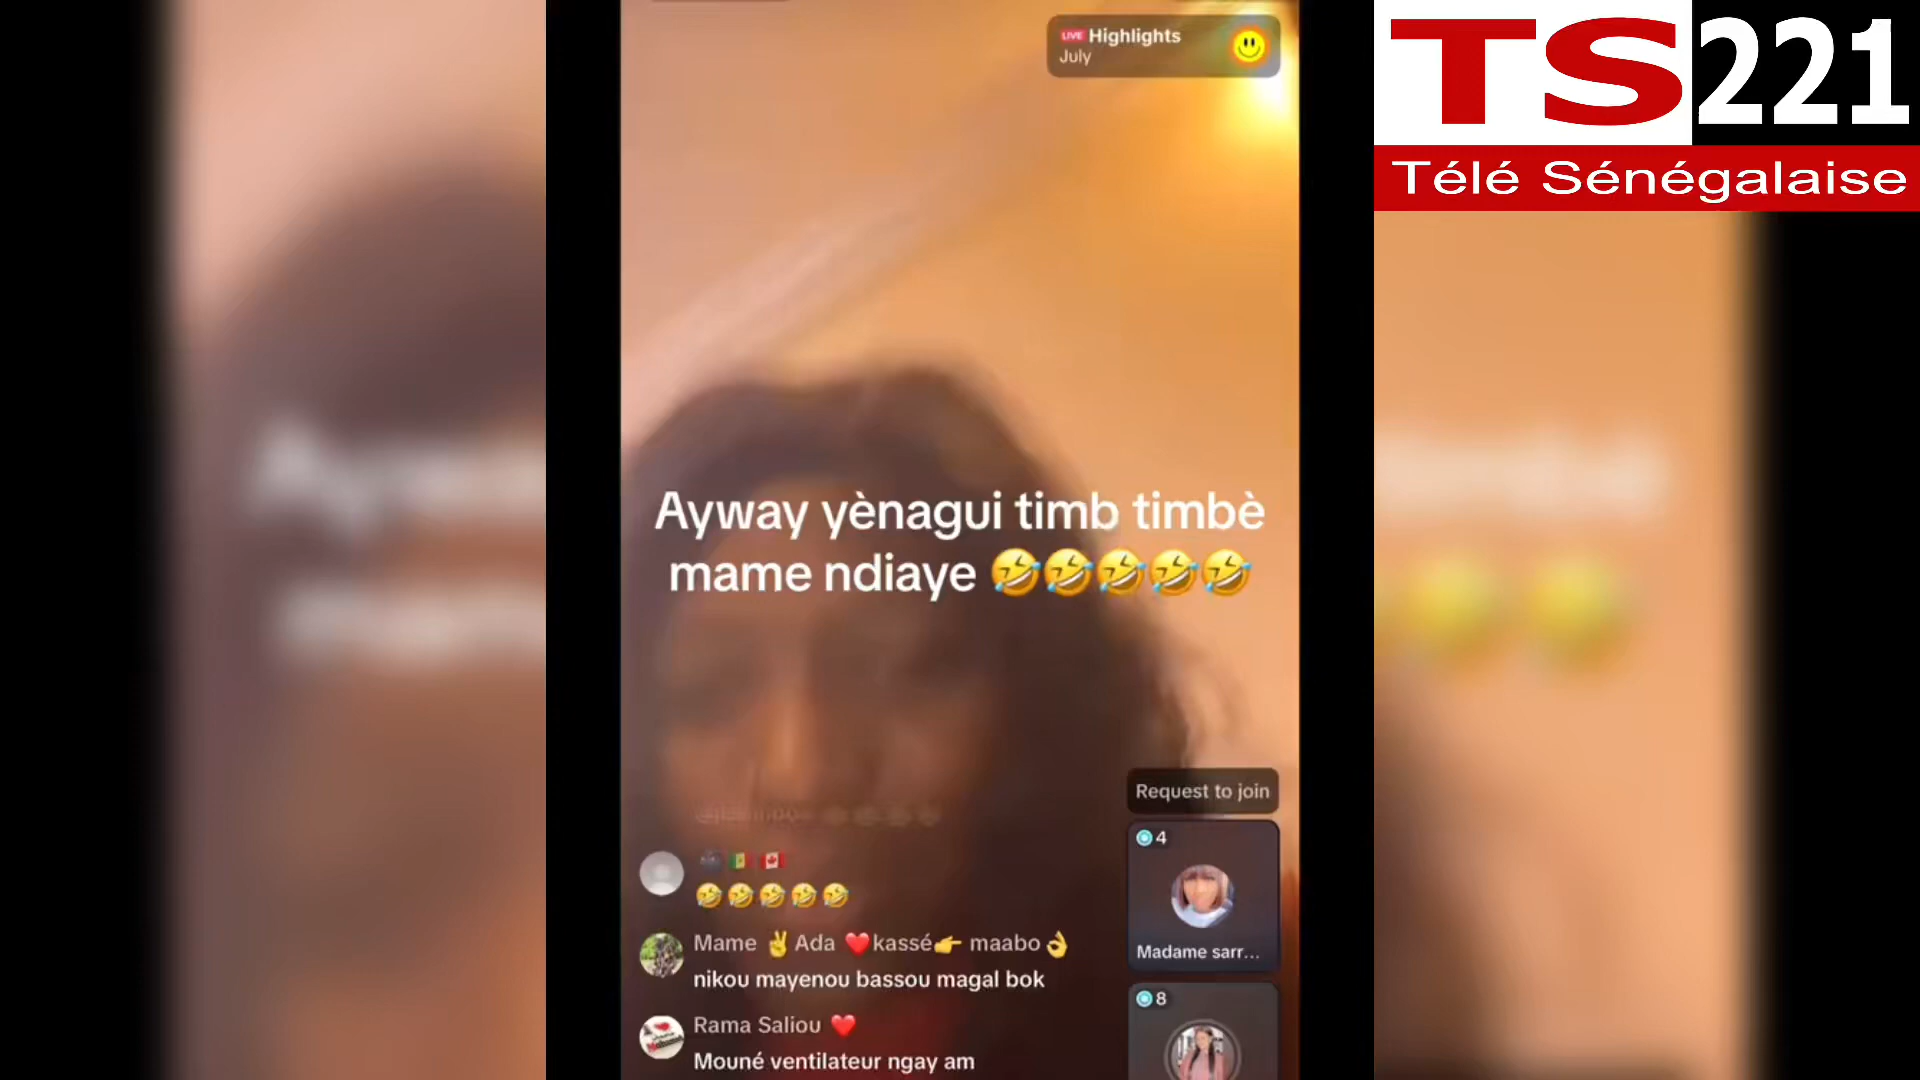 LIVE Highlights
July
TS221
Télé Sénégalaise
Ayway yènagui timb timbè
mame ndiaye 🤣🤣🤣🤣🤣
Request to join
4
Madame sarr...
8
🤣🤣🤣🤣🤣
Mame ✌️Ada ❤️kassé👉 maabo👌
nikou mayenou bassou magal bok
Rama Saliou ❤️
Mouné ventilateur ngay am